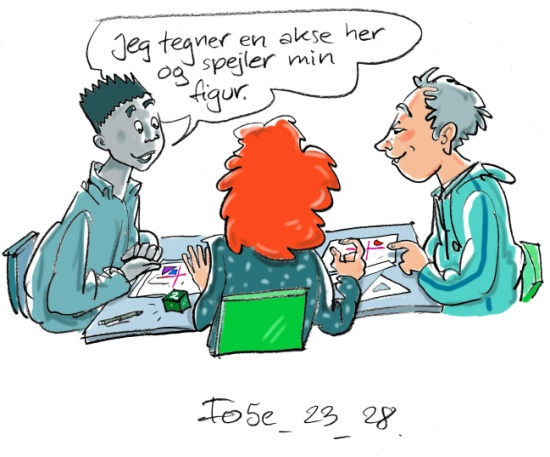 Jeg tegner en akse her
og spejler min
figur.
Fo5e_23_28.